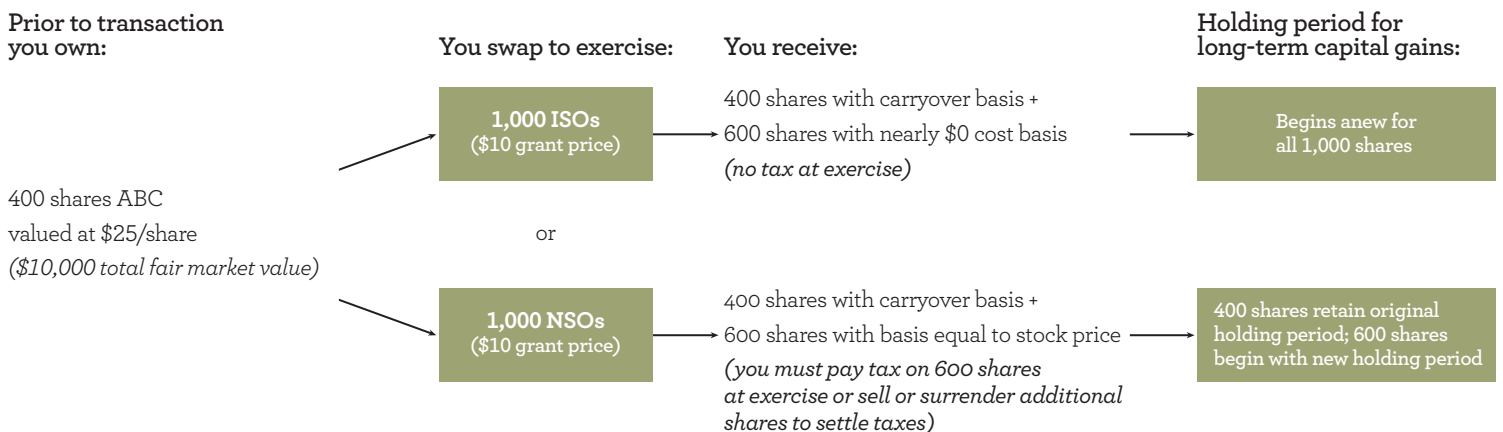 Prior to transaction
you own:
You swap to exercise:
You receive:
Holding period for
long-term capital gains:
400 shares ABC
valued at $25/share
($10,000 total fair market value)
1,000 ISOs
($10 grant price)
400 shares with carryover basis +
600 shares with nearly $0 cost basis
(no tax at exercise)
Begins anew for
all 1,000 shares
or
1,000 NSOs
($10 grant price)
400 shares with carryover basis +
600 shares with basis equal to stock price
(you must pay tax on 600 shares
at exercise or sell or surrender additional
shares to settle taxes)
400 shares retain original
holding period; 600 shares
begin with new holding period